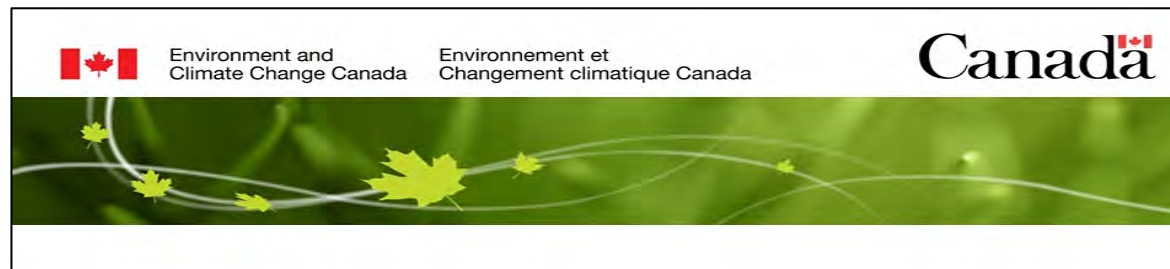 Environment and
Climate Change Canada
Environnement et
Changement climatique Canada
Canada